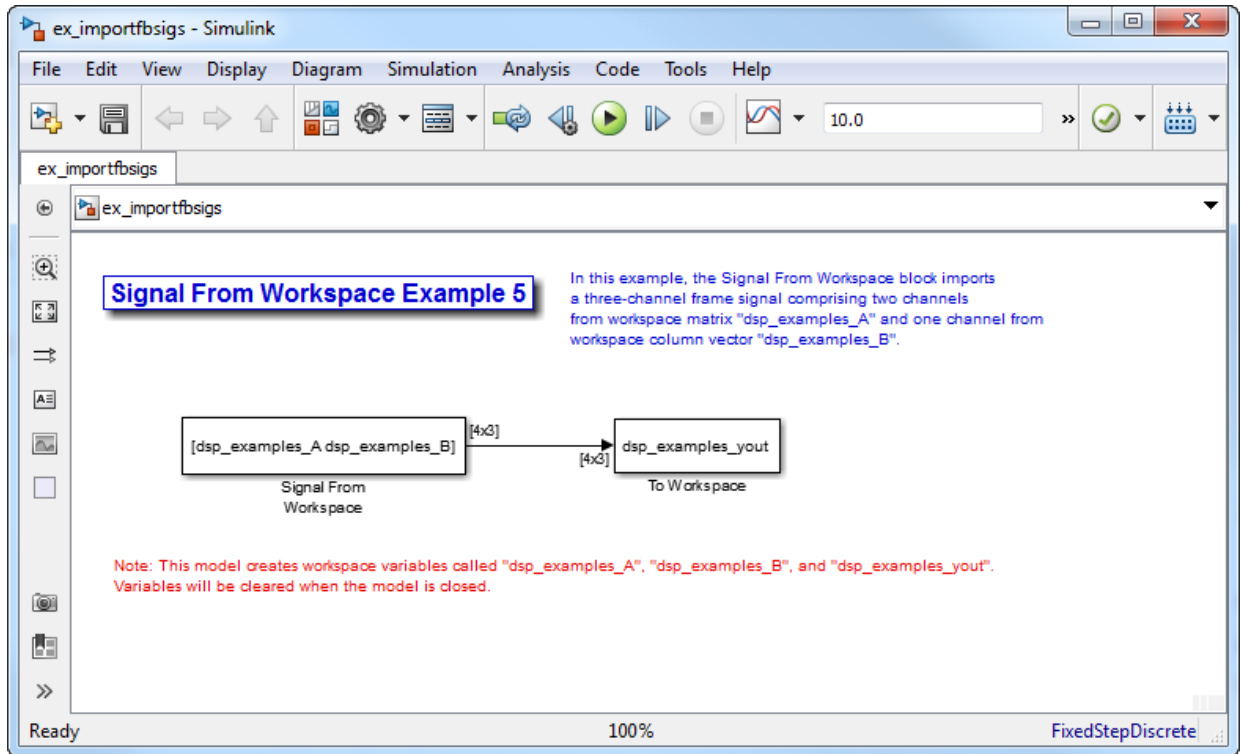 ex_importfbsigs - Simulink
File Edit View Display Diagram Simulation Analysis Code Tools Help
10.0
ex_importfbsigs
ex_importfbsigs
Signal From Workspace Example 5
In this example, the Signal From Workspace block imports
a three-channel frame signal comprising two channels
from workspace matrix "dsp_examples_A" and one channel from
workspace column vector "dsp_examples_B".
[dsp_examples_A dsp_examples_B]
[4x3]
[4x3]
dsp_examples_yout
Signal From
Workspace
To Workspace
Note: This model creates workspace variables called "dsp_examples_A", "dsp_examples_B", and "dsp_examples_yout".
Variables will be cleared when the model is closed.
Ready
100%
FixedStepDiscrete